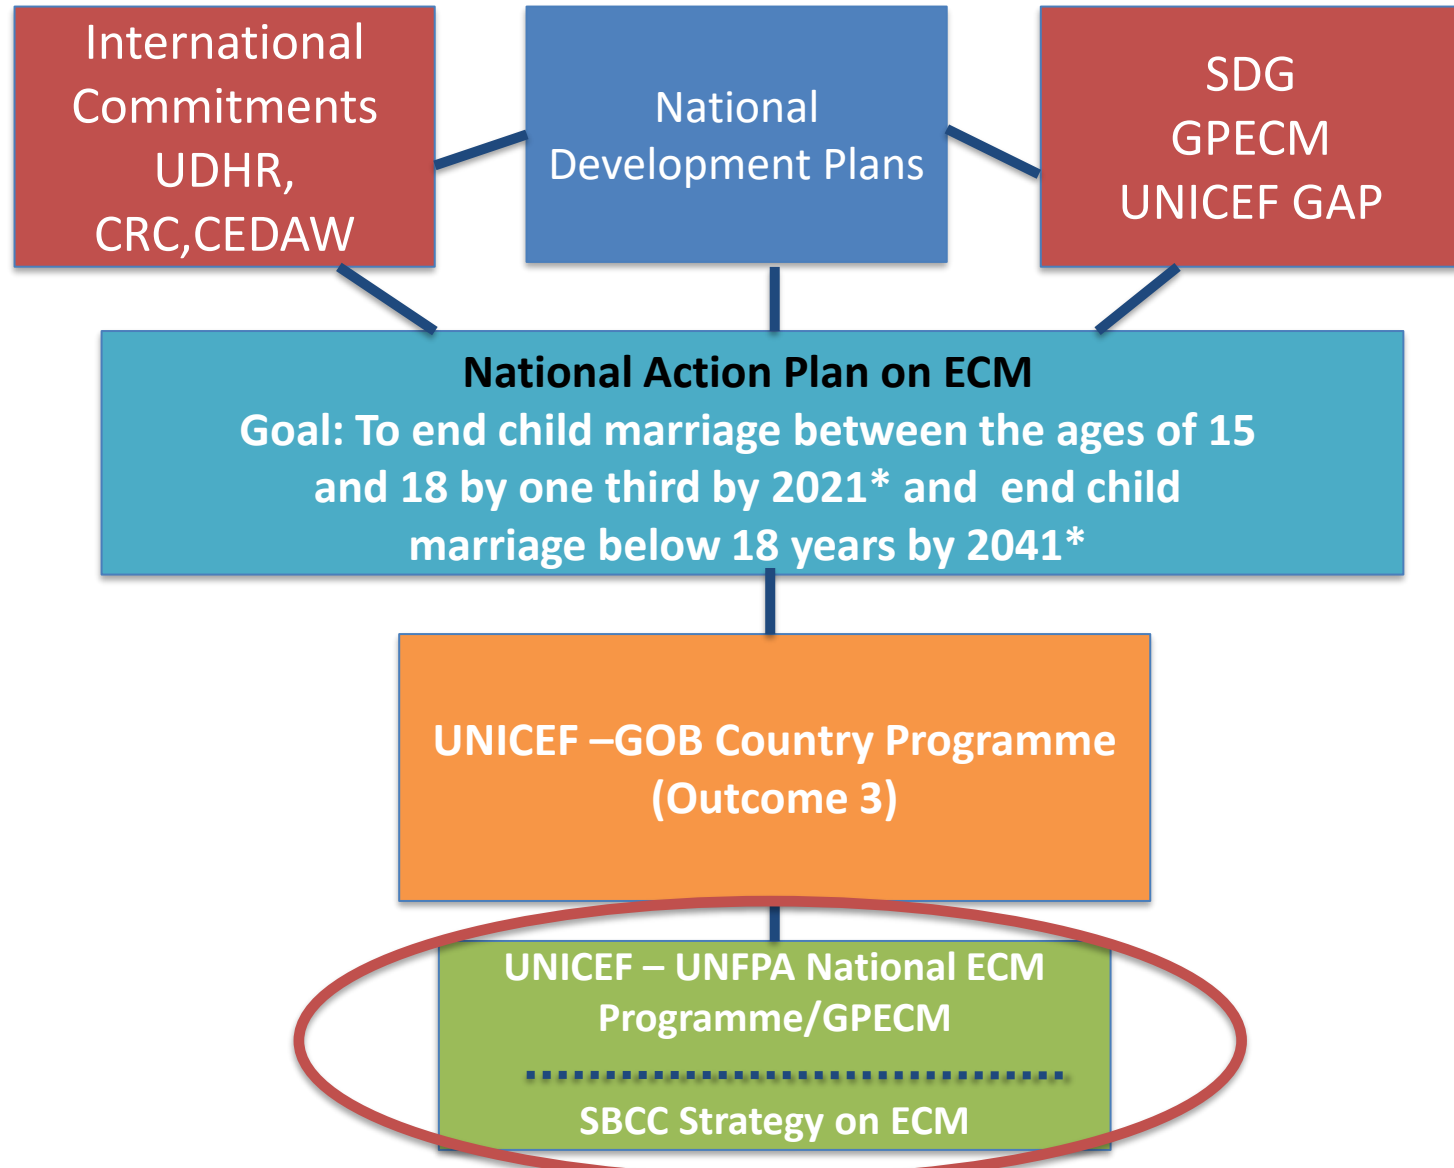 International
Commitments
UDHR,
CRC,CEDAW
National
Development Plans
SDG
GPECM
UNICEF GAP
National Action Plan on ECM
Goal: To end child marriage between the ages of 15
and 18 by one third by 2021* and  end child
marriage below 18 years by 2041*
UNICEF –GOB Country Programme
(Outcome 3)
UNICEF – UNFPA National ECM
Programme/GPECM
SBCC Strategy on ECM